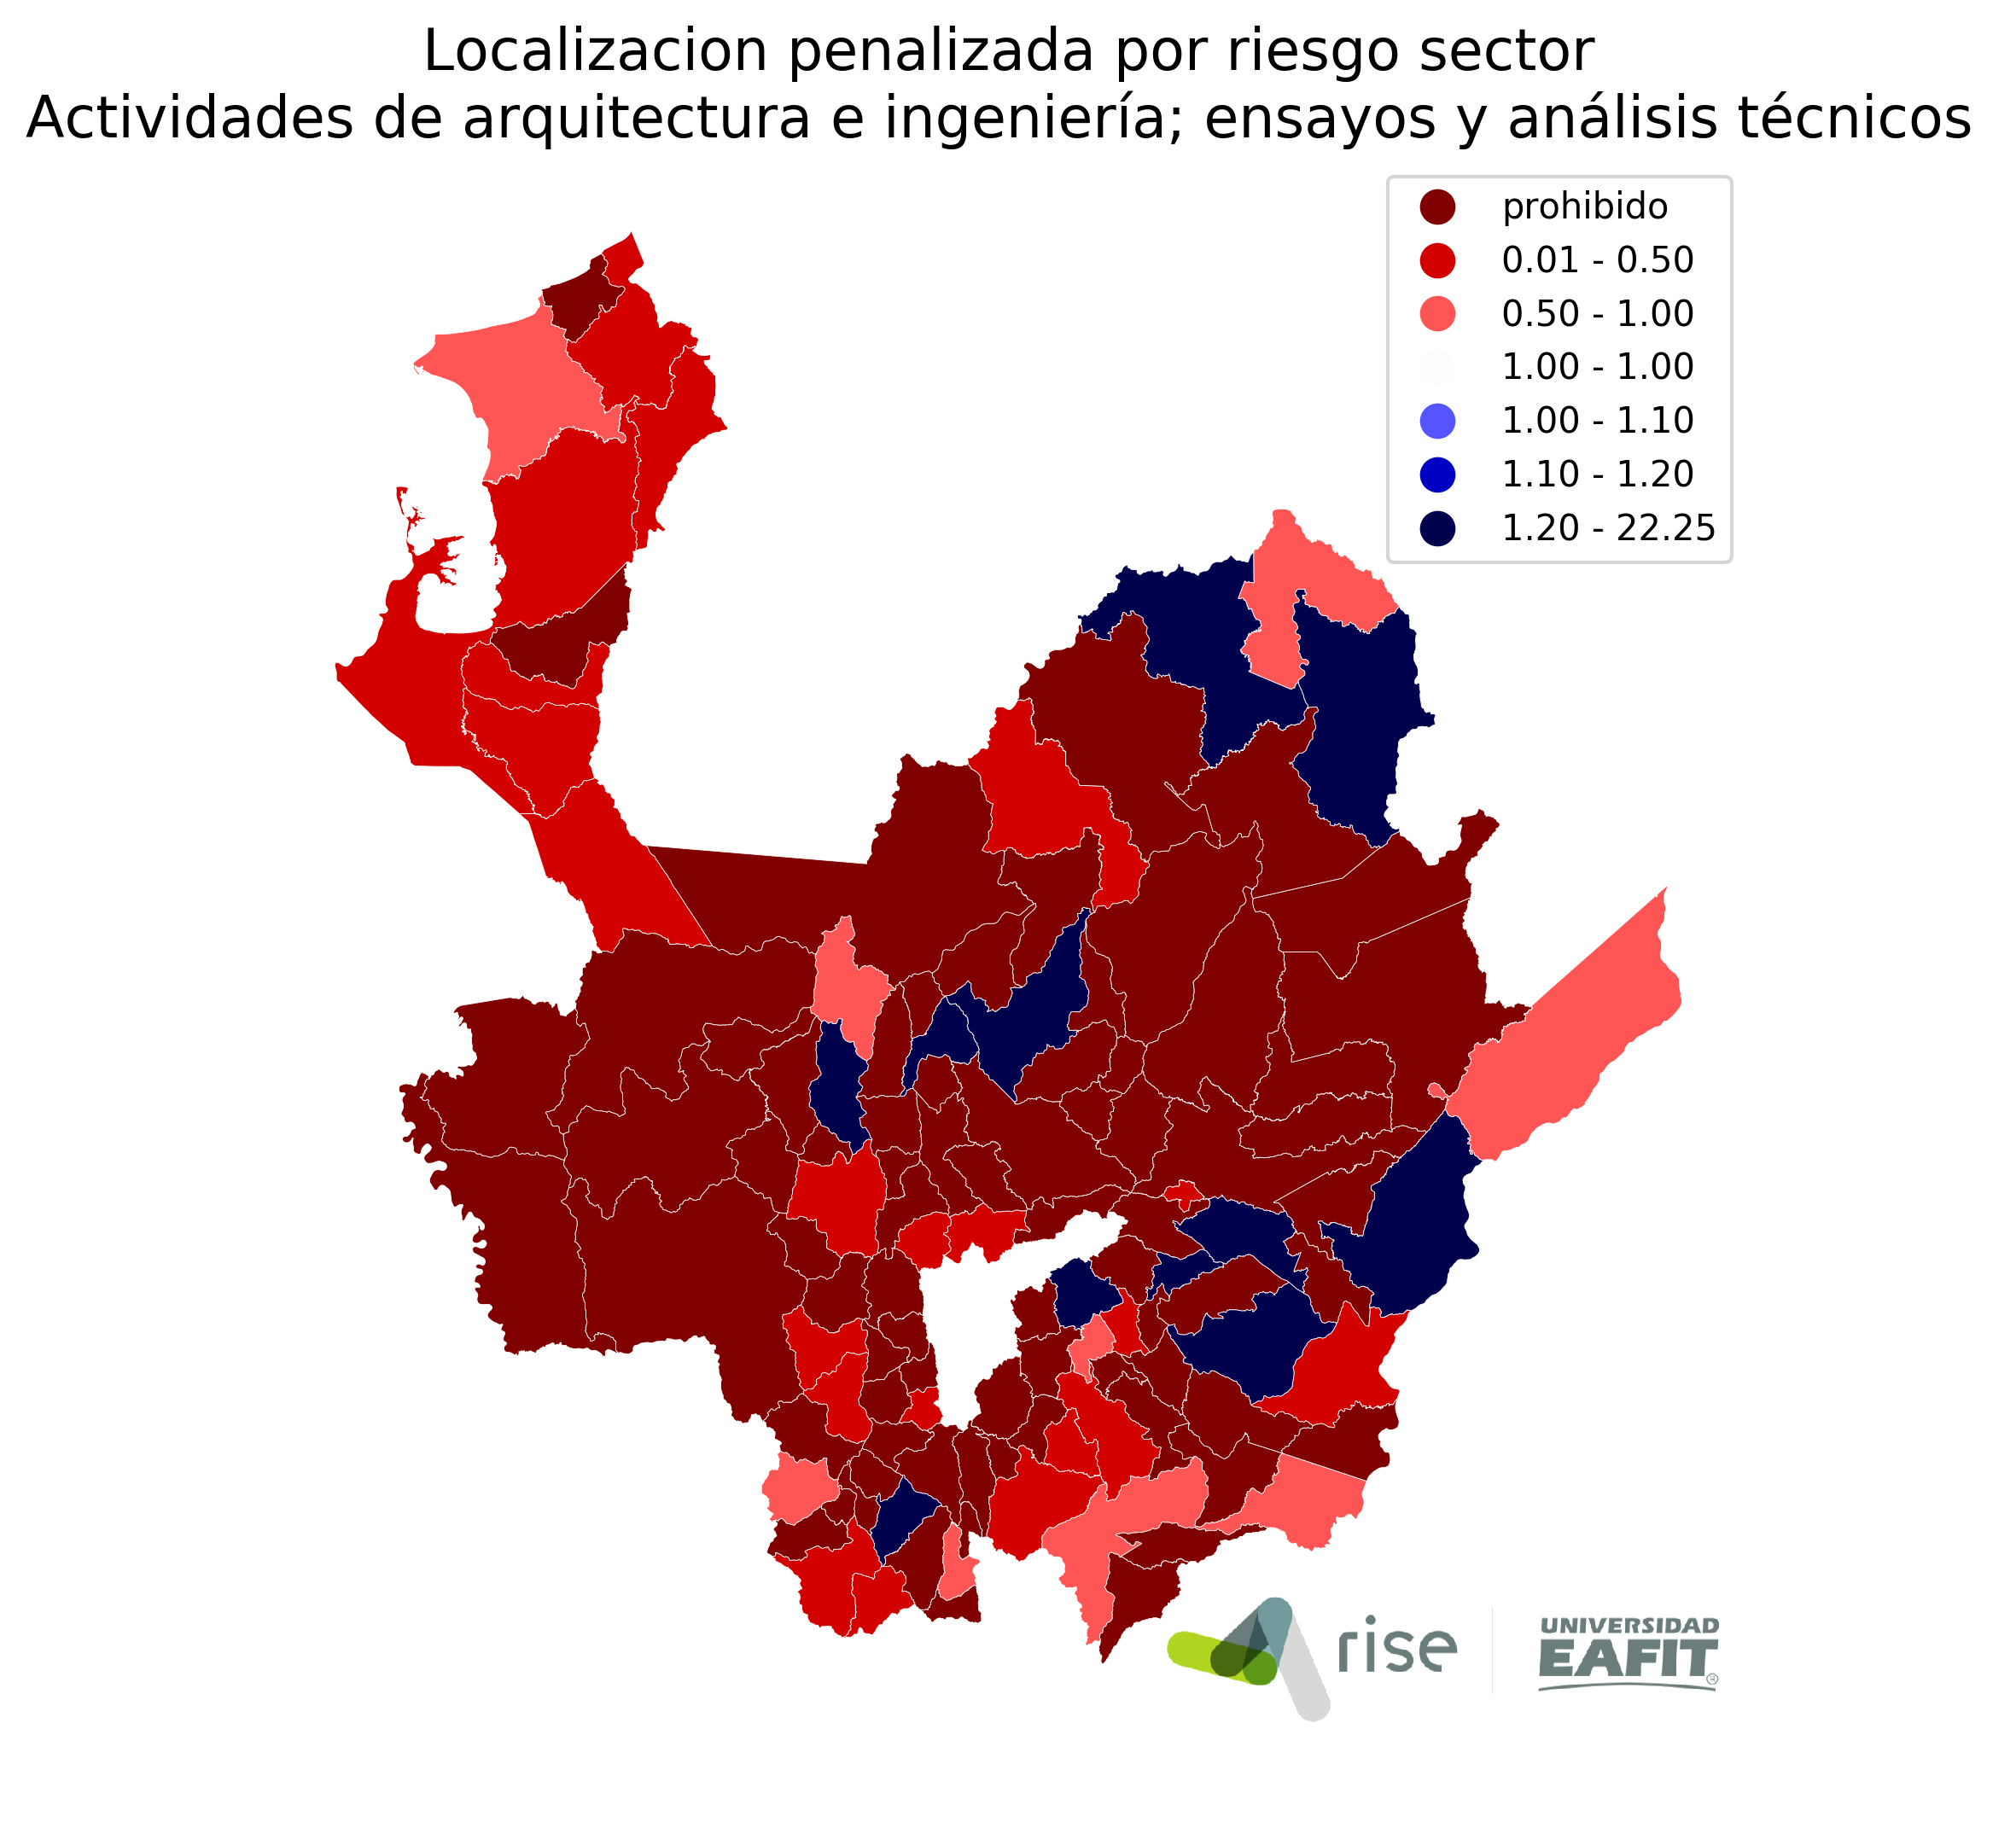 Localizacion penalizada por riesgo sector
Actividades de arquitectura e ingeniería; ensayos y análisis técnicos
prohibido
0.01 - 0.50
0.50 - 1.00
1.00 - 1.00
1.00 - 1.10
1.10 - 1.20
1.20 - 22.25
rise
UNIVERSIDAD
EAFIT®